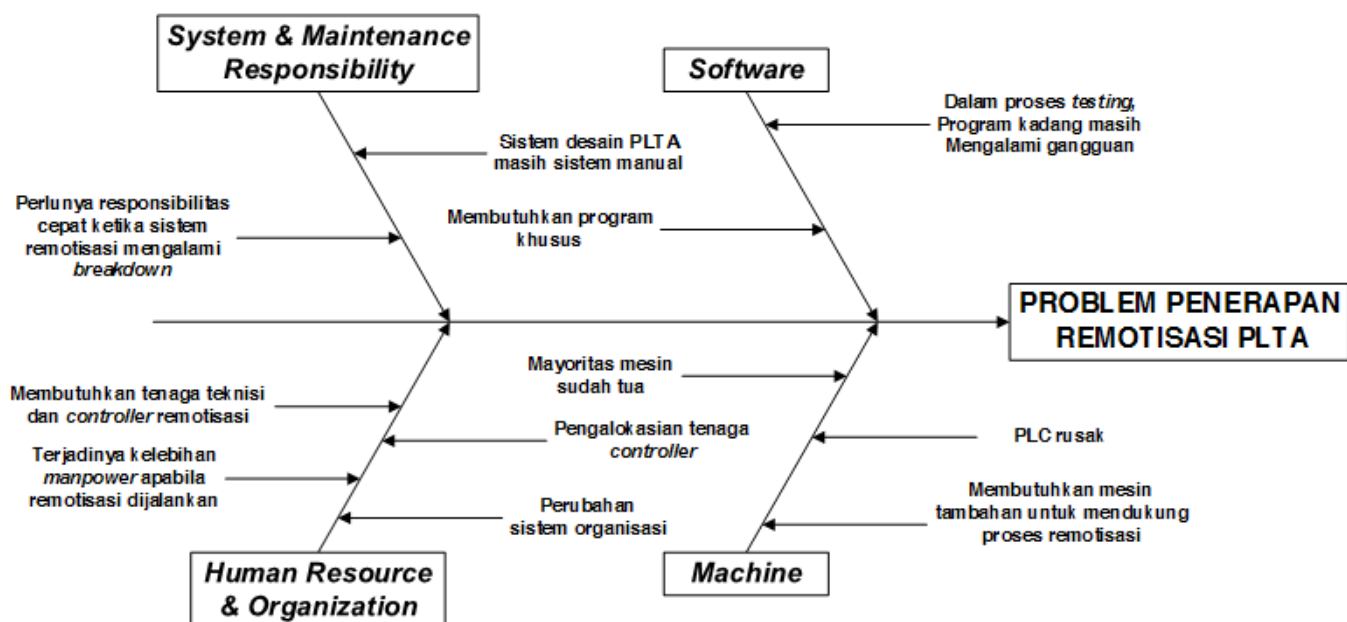 System & Maintenance
Responsibility
Software
Dalam proses testing,
Program kadang masih
Mengalami gangguan
Sistem desain PLTA
masih sistem manual
Perlunya responsibilitas
cepat ketika sistem
remotisasi mengalami
breakdown
Membutuhkan program
khusus
PROBLEM PENERAPAN
REMOTISASI PLTA
Mayoritas mesin
sudah tua
Membutuhkan tenaga teknisi
dan controller remotisasi
Pengalokasian tenaga
controller
PLC rusak
Terjadinya kelebihan
manpower apabila
remotisasi dijalankan
Perubahan
sistem organisasi
Membutuhkan mesin
tambahan untuk mendukung
proses remotisasi
Human Resource
& Organization
Machine